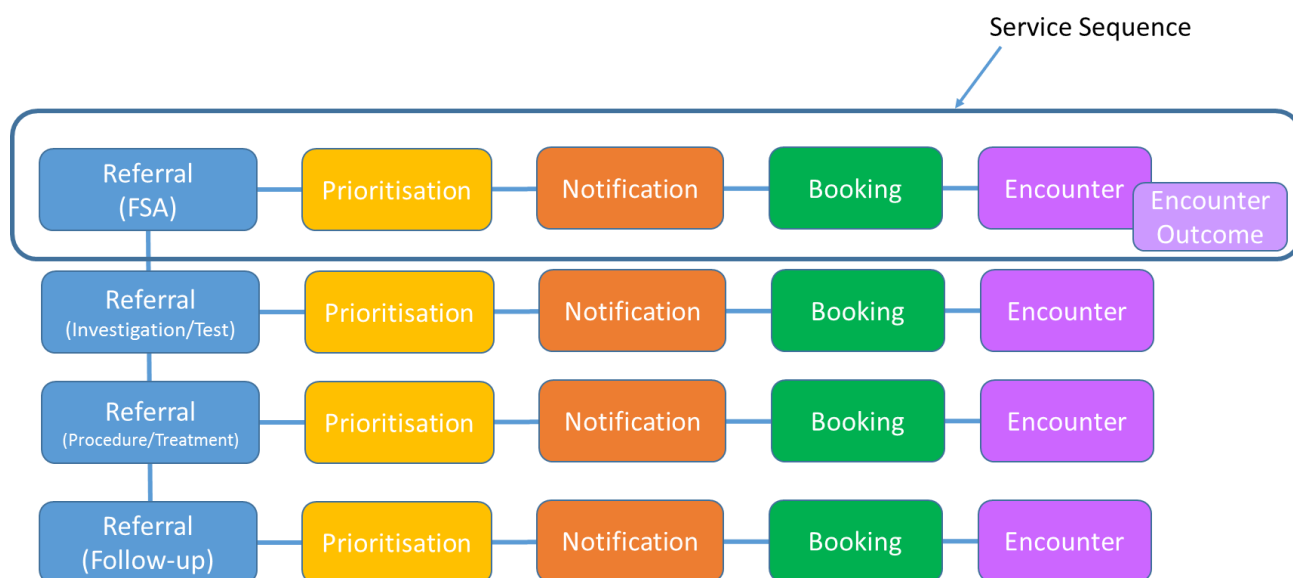 Service Sequence
Referral
(FSA)
Prioritisation
Notification
Booking
Encounter
Encounter
Outcome
Referral
(Investigation/Test)
Prioritisation
Notification
Booking
Encounter
Referral
(Procedure/Treatment)
Prioritisation
Notification
Booking
Encounter
Referral
(Follow-up)
Prioritisation
Notification
Booking
Encounter